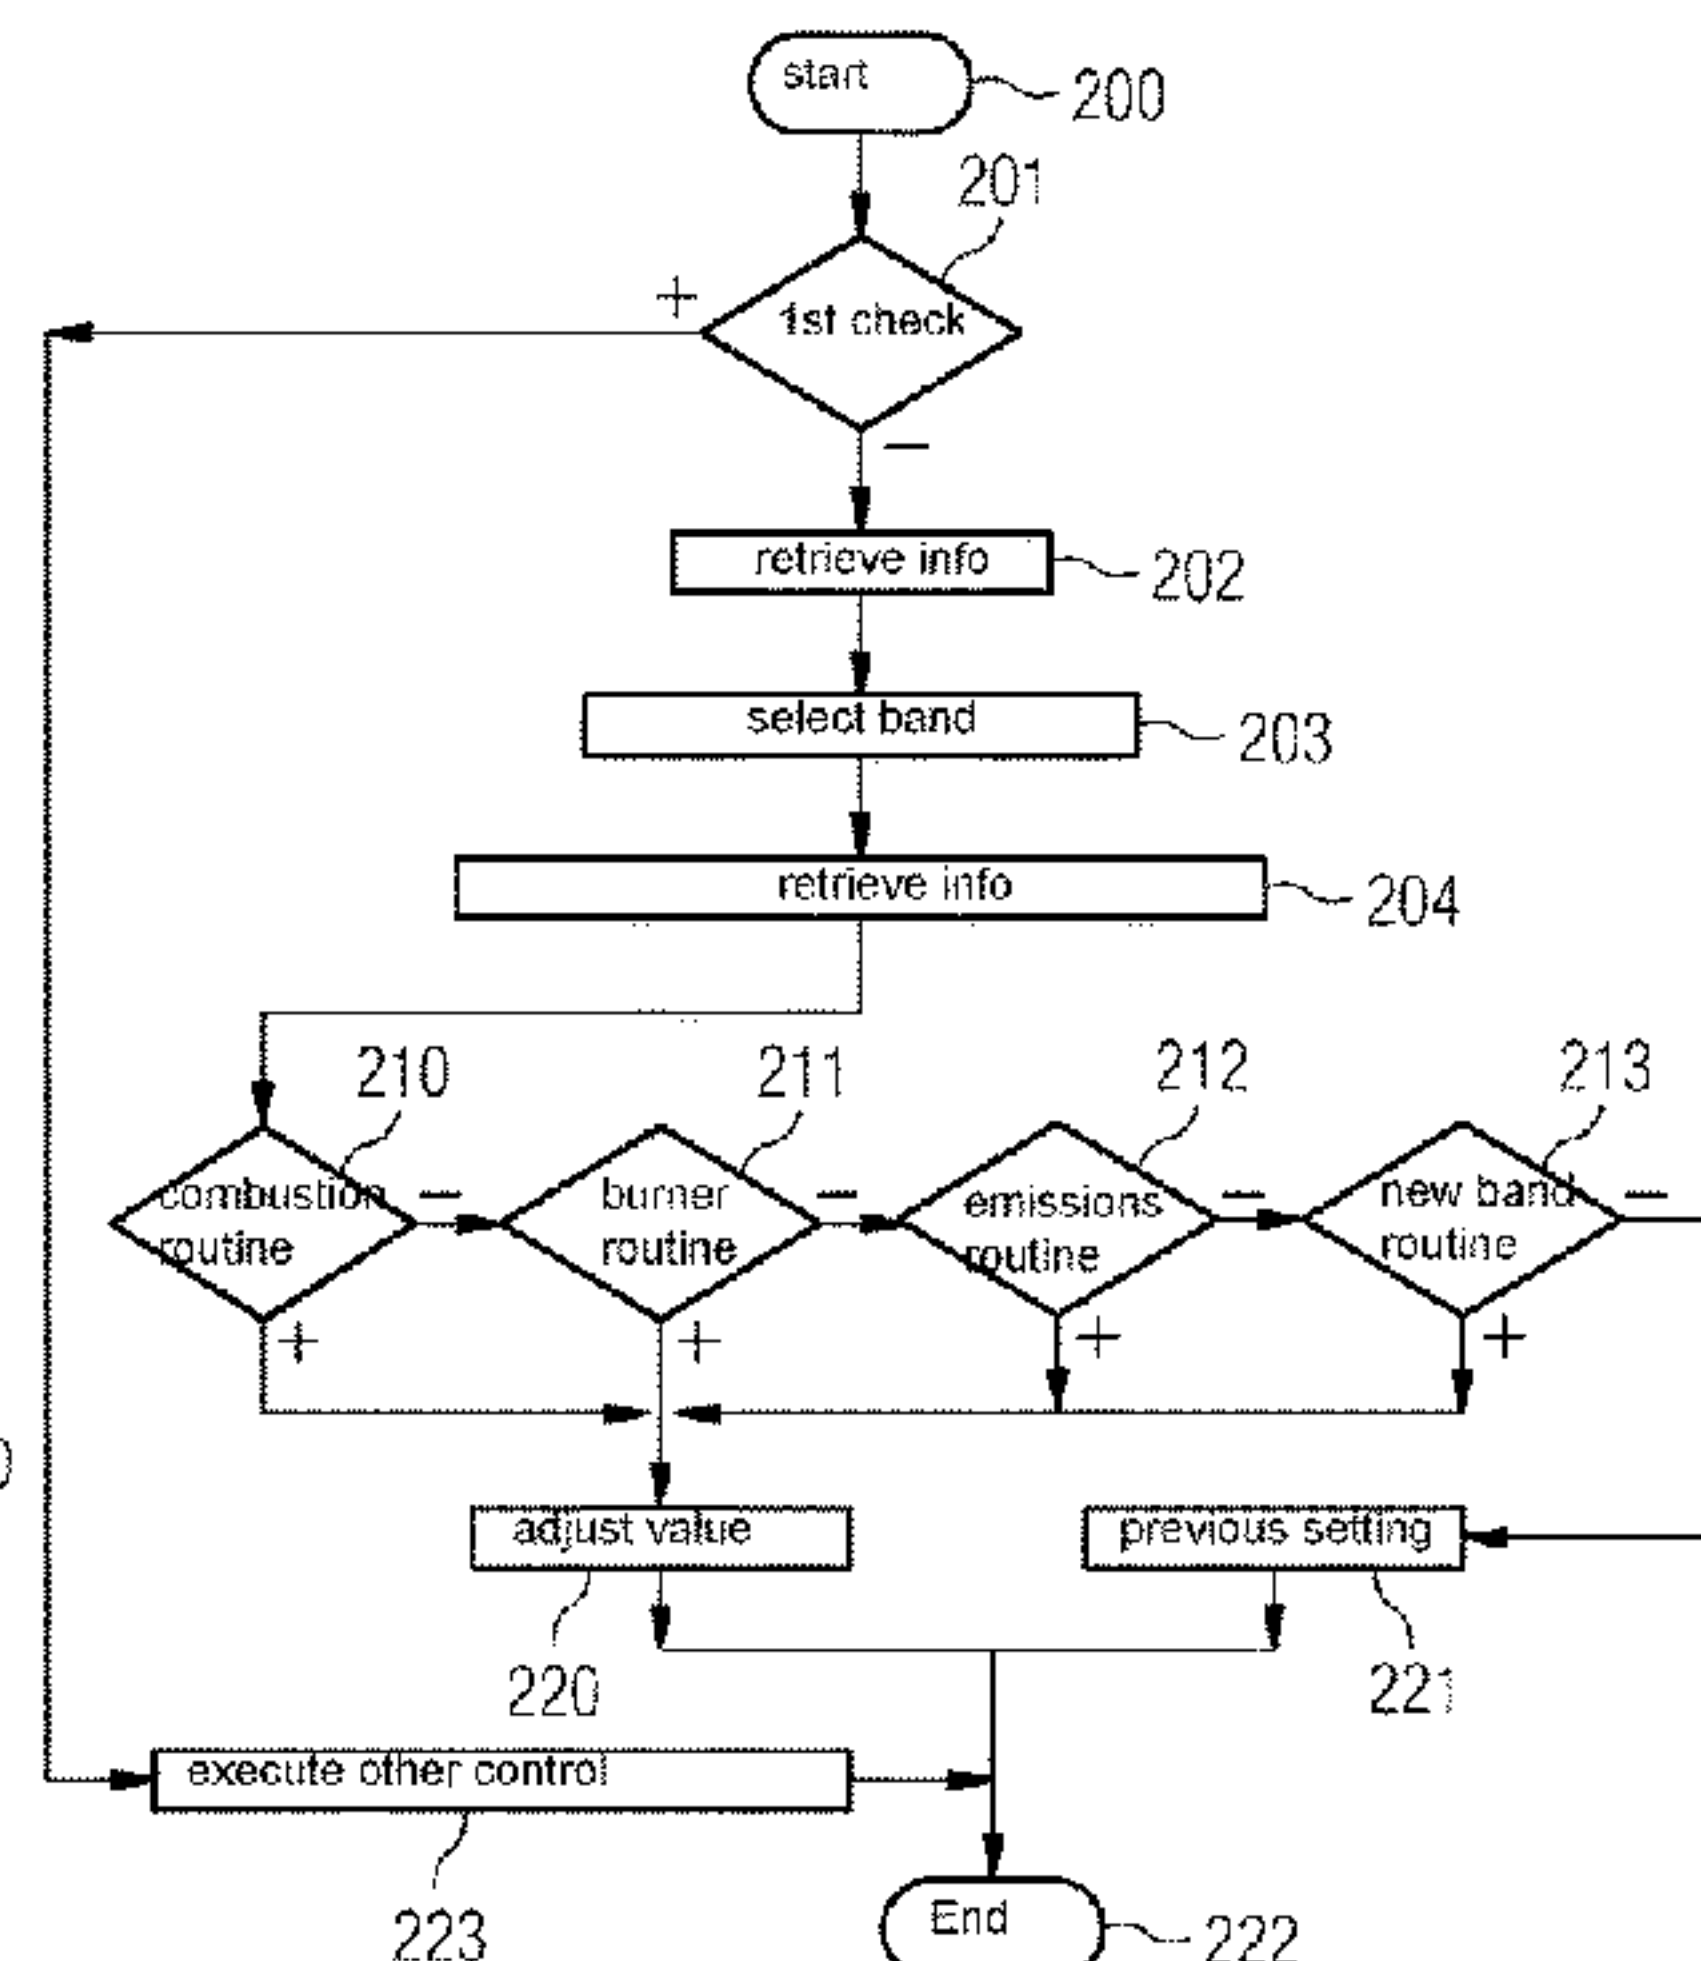 start
200
201
+
1st check
−
retrieve info
202
select band
203
retrieve info
204
210
211
212
213
combustion
routine
−
burner
routine
−
emissions
routine
−
new band
routine
−
+
+
+
+
adjust value
previous setting
220
221
execute other control
223
End
222